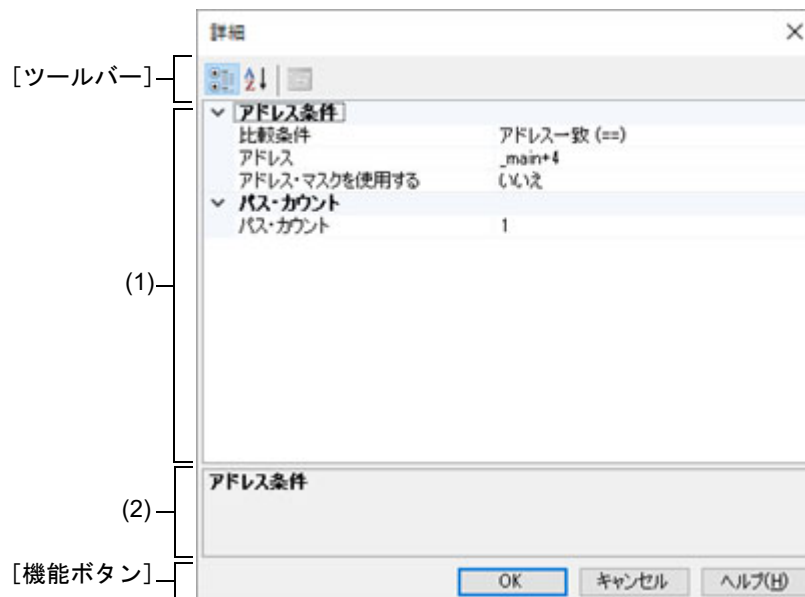 詳細
[ツールバー]
アドレス条件
比較条件 アドレス一致 (==)
アドレス _main+4
アドレス・マスクを使用する いいえ
パス・カウント
パス・カウント 1
(1)
アドレス条件
(2)
[機能ボタン]
OK キャンセル ヘルプ(H)